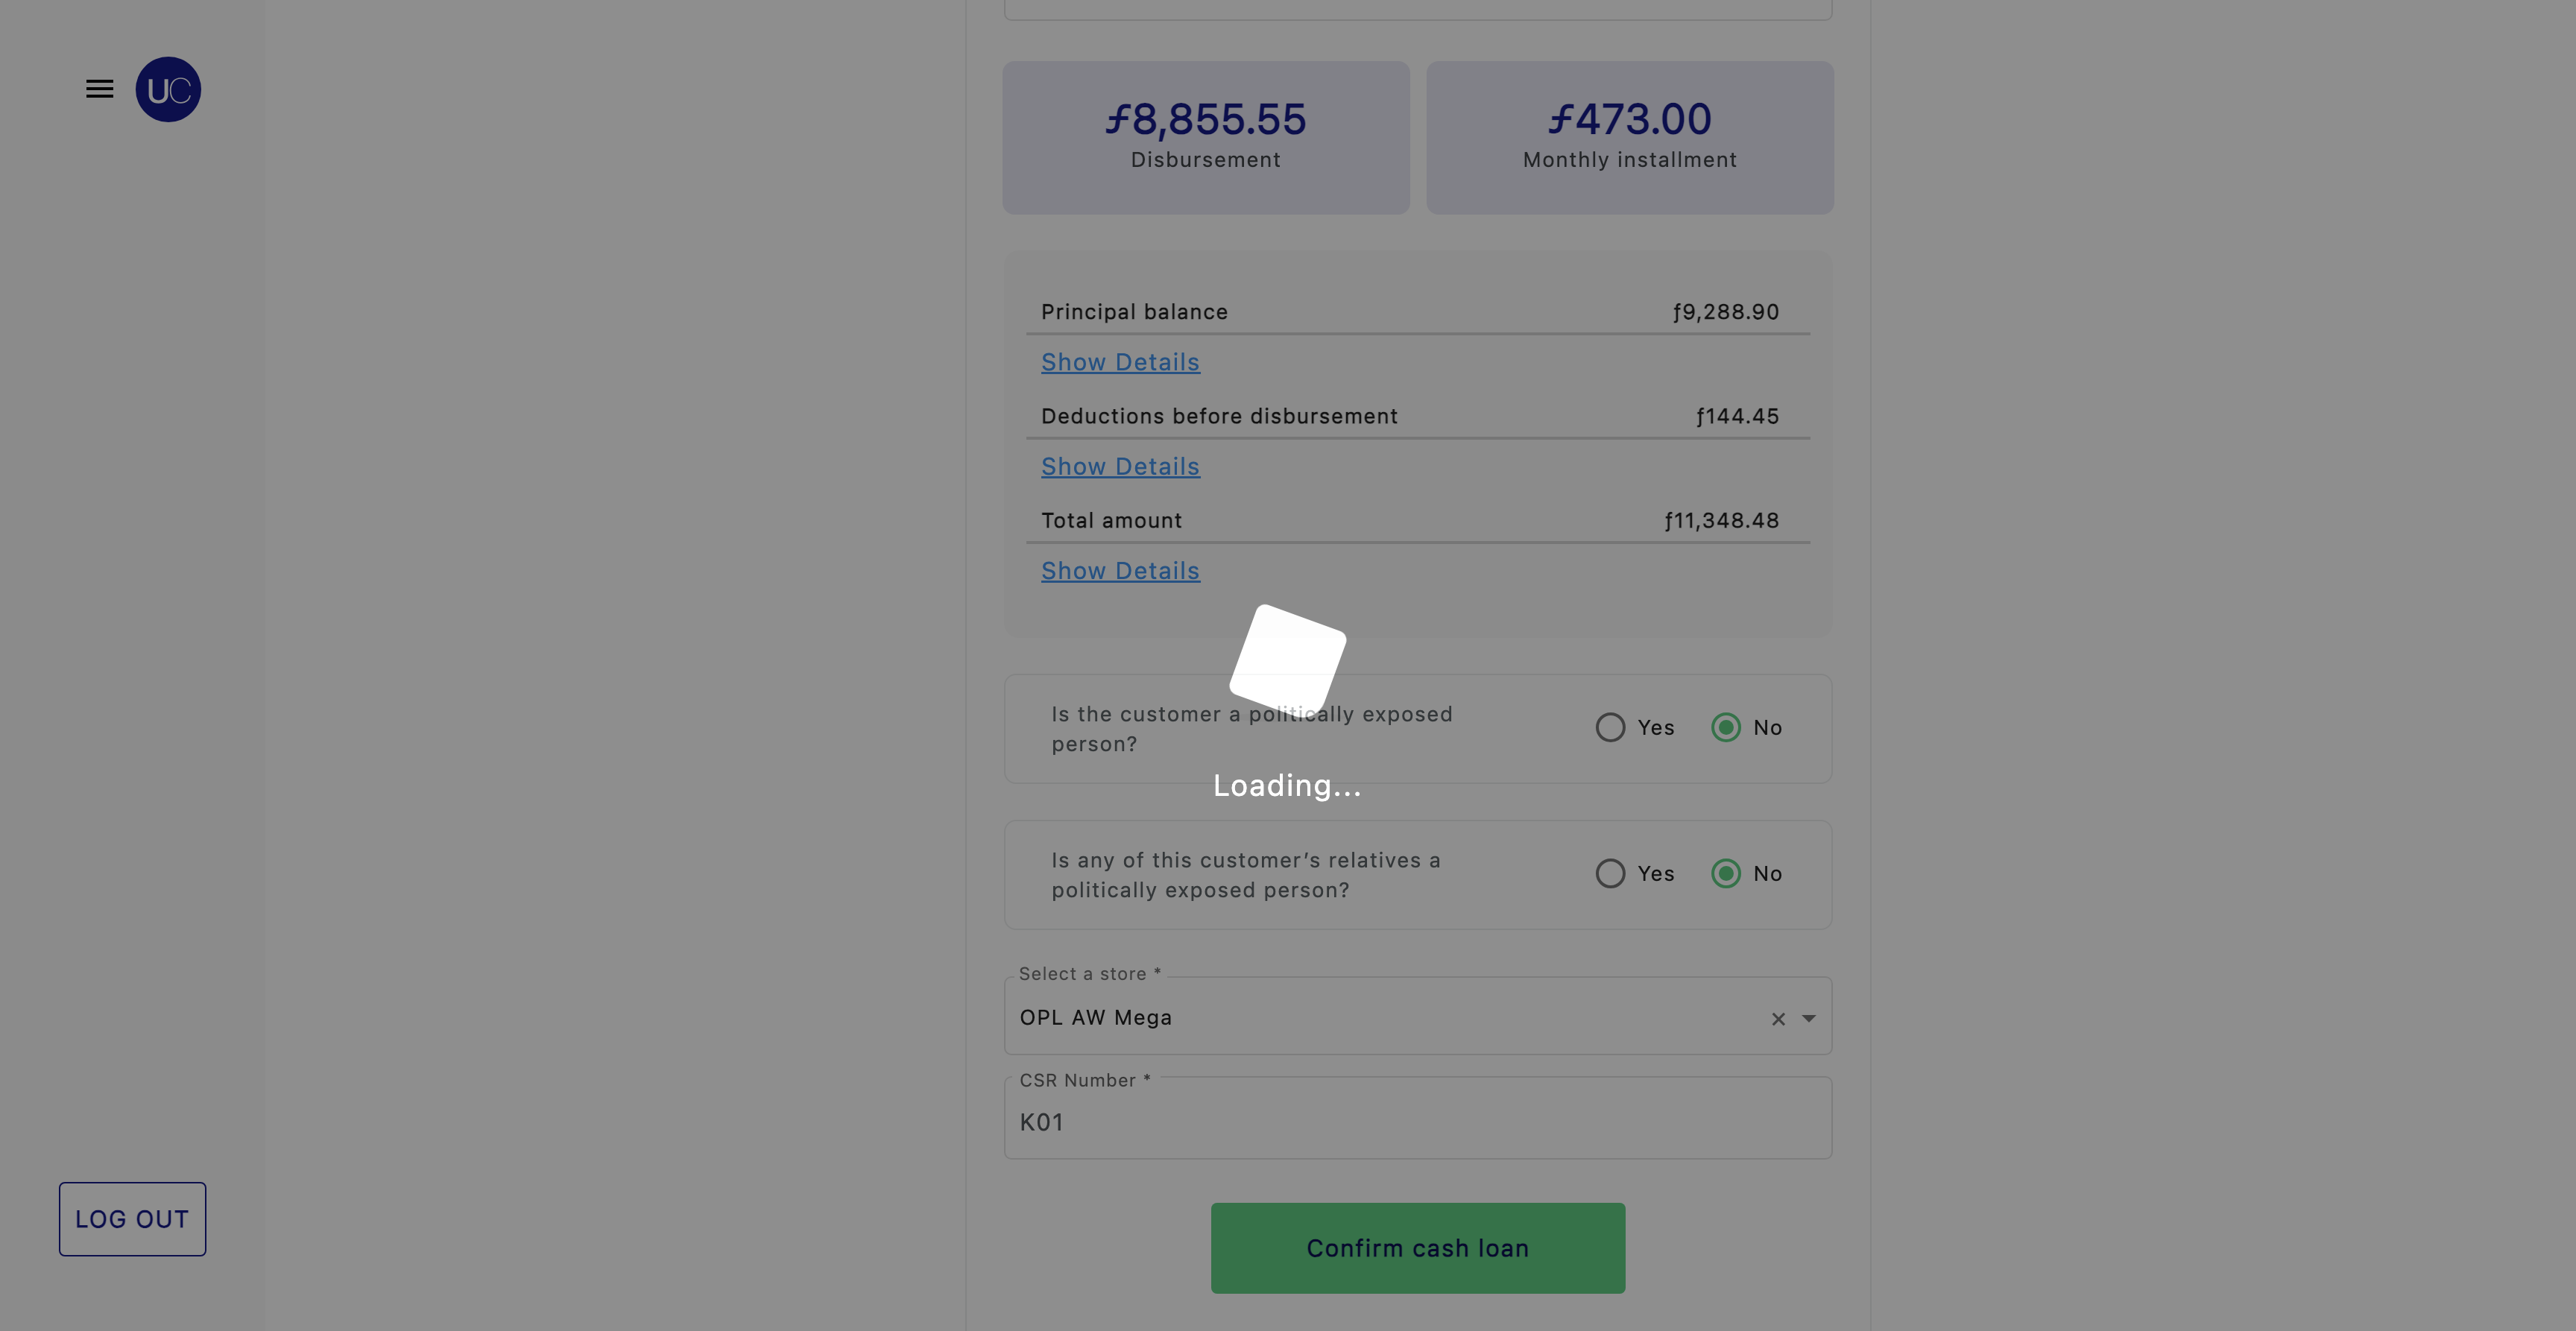 UC
ƒ8,855.55
Disbursement
ƒ473.00
Monthly installment
Principal balance ƒ9,288.90
Show Details
Deductions before disbursement ƒ144.45
Show Details
Total amount ƒ11,348.48
Show Details
Is the customer a politically exposed
person?
Yes No
Loading...
Is any of this customer’s relatives a
politically exposed person?
Yes No
Select a store *
OPL AW Mega
CSR Number *
K01
LOG OUT
Confirm cash loan